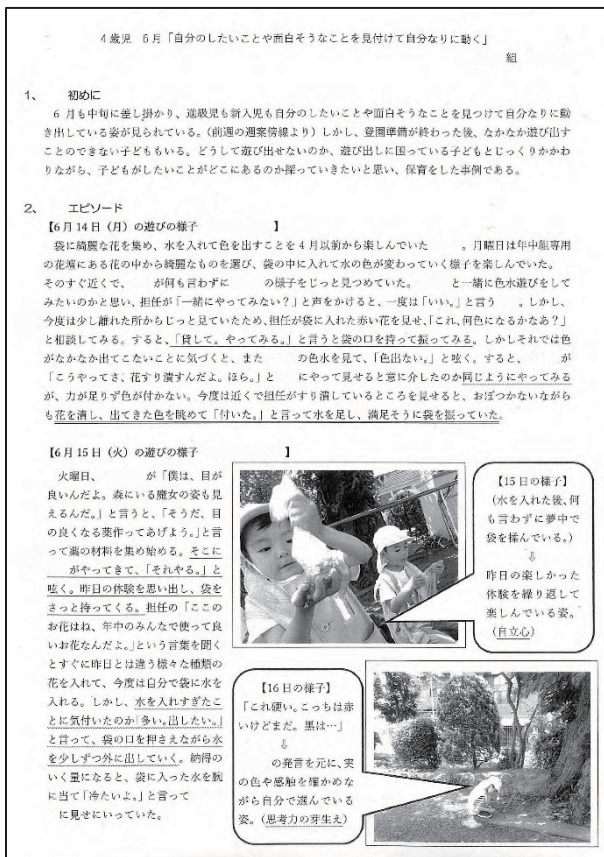 4歳児 6月「自分のしたいことや面白そうなことを見付けて自分なりに動く」
組
1、 初めに
6月も中旬に差し掛かり、進級児も新入児も自分のしたいことや面白そうなことを見つけて自分なりに動
き出している姿が見られている。(前週の週案傍線より)しかし、登園準備が終わった後、なかなか遊び出す
ことのできない子どももいる。どうして遊び出せないのか、遊び出しに困っている子どもとじっくりかかわ
りながら、子どもがしたいことがどこにあるのか探っていきたいと思い、保育をした事例である。
2、 エピソード
【6月14日(月)の遊びの様子 】
袋に綺麗な花を集め、水を入れて色を出すことを4月以前から楽しんでいた 。月曜日は年中組専用
の花壇にある花の中から綺麗なものを選び、袋の中に入れて水の色が変わっていく様子を楽しんでいた。
そのすぐ近くで、 が何も言わずに の様子をじっと見つめていた。 と一緒に色水遊びをして
みたいのかと思い、担任が「一緒にやってみない?」と声をかけると、一度は「いい。」と言う 。しかし、
今度は少し離れた所からじっと見ていたため、担任が袋に入れた赤い花を見せ、「これ、何色になるかなあ?」
と相談してみる。すると、「貸して。やってみる。」と言うと袋の口を持って振ってみる。しかしそれでは色
がなかなか出てこないことに気づくと、また の色水を見て、「色出ない。」と呟く。すると、 が
「こうやってさ、花すり潰すんだよ。ほら。」と にやって見せると意に介したのか同じようにやってみる
が、力が足りず色が付かない。今度は近くで担任がすり潰しているところを見せると、おぼつかないながら
も花を潰し、出てきた色を眺めて「付いた。」と言って水を足し、満足そうに袋を振っていた。
【6月15日(火)の遊びの様子 】
火曜日、 が「僕は、目が
良いんだよ。森にいる魔女の姿も見
えるんだ。」と言うと、「そうだ、目
の良くなる薬作ってあげよう。」と言
って薬の材料を集め始める。そこに
がやってきて、「それやる。」と
呟く。昨日の体験を思い出し、袋を
さっと持ってくる。担任の「ここの
お花はね、年中のみんなで使って良
いお花なんだよ。」という言葉を聞く
とすぐに昨日とは違う様々な種類の
花を入れて、今度は自分で袋に水を
入れる。しかし、水を入れすぎたこ
とに気付いたのか「多い。出したい。」
と言って、袋の口を押さえながら水
を少しずつ外に出していく。納得の
いく量になると、袋に入った水を腕
に当て「冷たいよ。」と言って
に見せにいっていた。
【15日の様子】
(水を入れた後、何
も言わずに夢中で
袋を揉んでいる。)
⇩
昨日の楽しかった
体験を繰り返して
楽しんでいる姿。
(自立心)
【16日の様子】
「これ硬い。こっちは赤
いけどまだ。黒は…」
⇩
の発言を元に、実
の色や感触を確かめな
がら自分で選んでいる
姿。(思考力の芽生え)